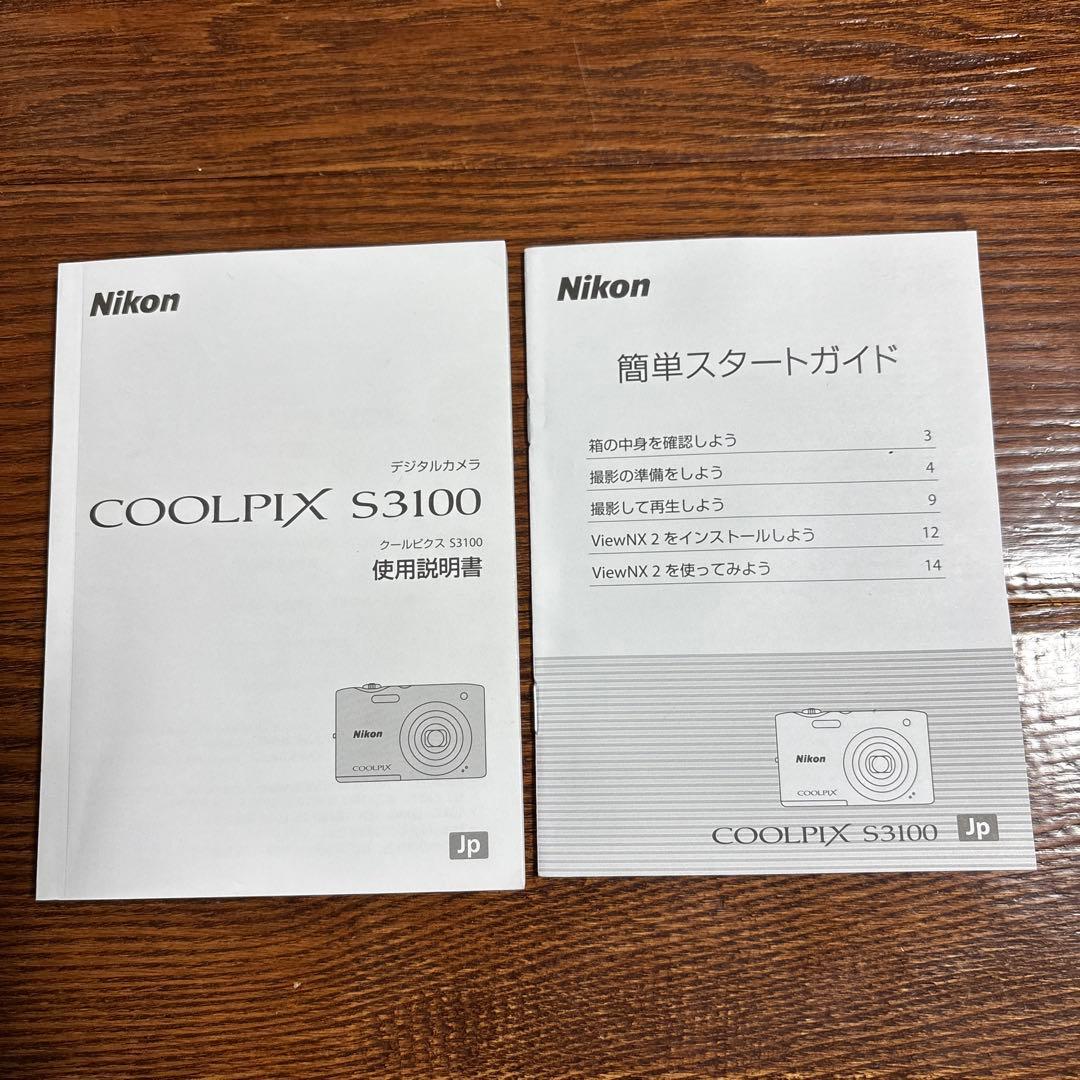 Nikon
デジタルカメラ
COOLPIX S3100
クールピクス S3100
使用説明書
Nikon
COOLPIX
Jp
Nikon
簡単スタートガイド
箱の中身を確認しよう 3
撮影の準備をしよう 4
撮影して再生しよう 9
ViewNX 2 をインストールしよう 12
ViewNX 2 を使ってみよう 14
Nikon
COOLPIX
COOLPIX S3100 Jp